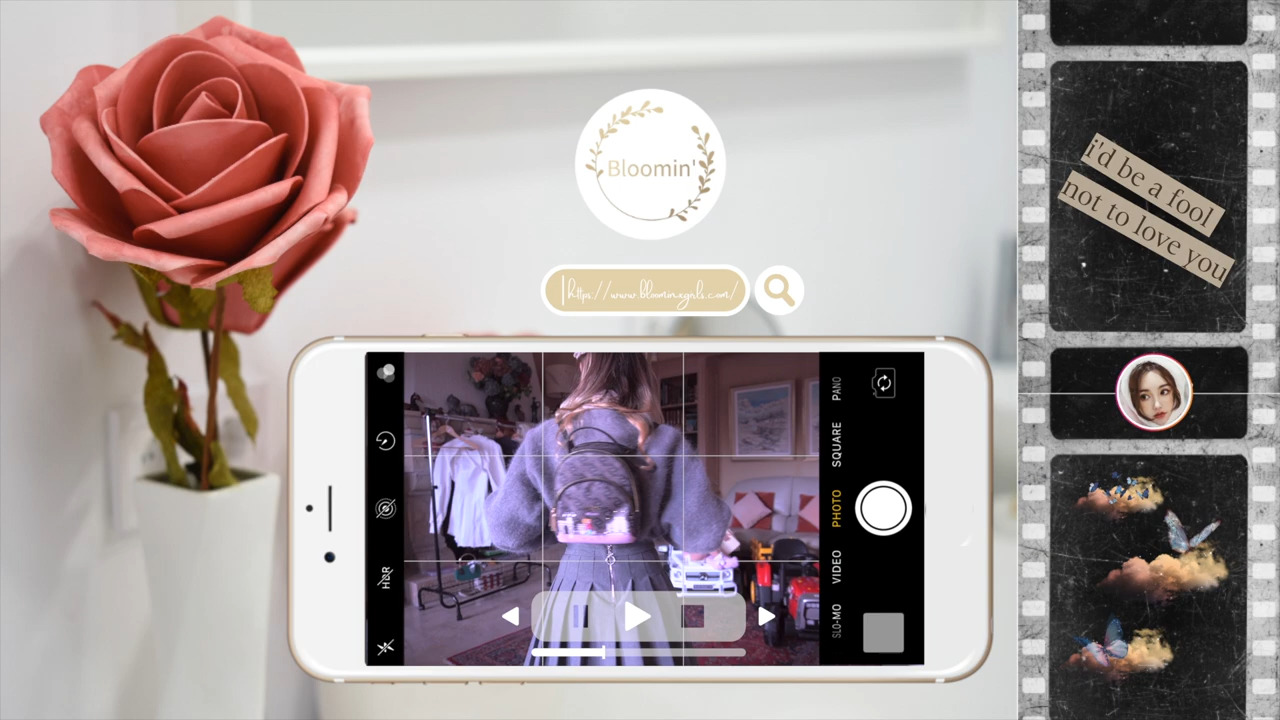 Bloomin'
https://www.bloominxgirls.com/
i'd be a fool
not to love you
PANO
SQUARE
PHOTO
VIDEO
SLO-MO
HDR